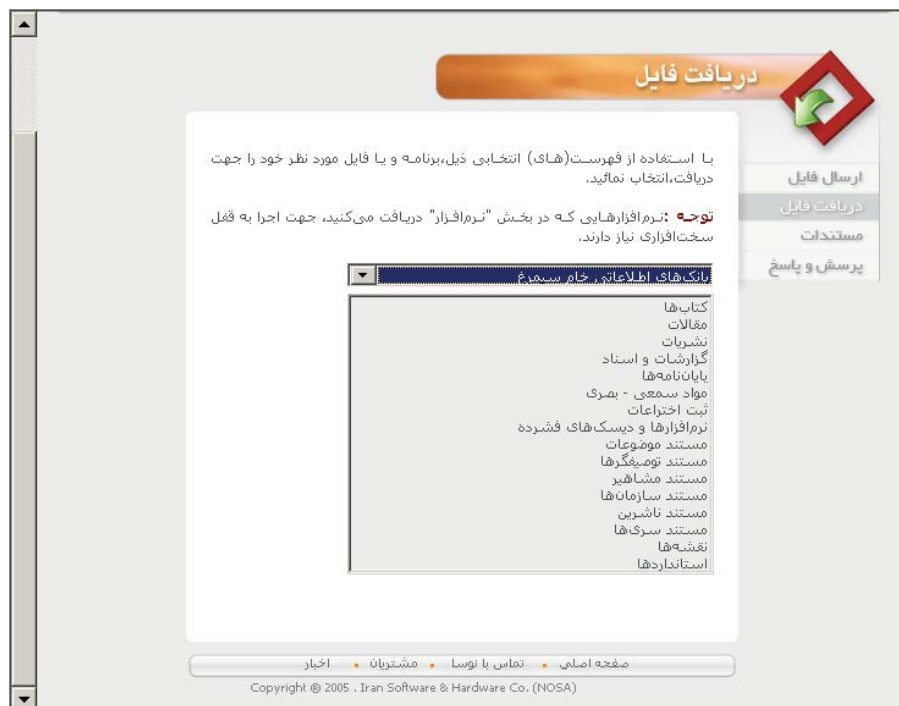 دریافت فایل
ارسال فایل
دریافت فایل
مستندات
پرسش و پاسخ
با استفاده از فهرست(های) انتخابی ذیل،برنامه و یا فایل مورد نظر خود را جهت
دریافت،انتخاب نمائید.
توجه :نرم‌افزارهایی که در بخش "نرم‌افزار" دریافت می‌کنید، جهت اجرا به قفل
سخت‌افزاری نیاز دارند.
بانک‌های اطلاعاتی خام سیمرغ
کتاب‌ها
مقالات
نشریات
گزارشات و اسناد
پایان‌نامه‌ها
مواد سمعی - بصری
ثبت اختراعات
نرم‌افزارها و دیسک‌های فشرده
مستند موضوعات
مستند توصیفگرها
مستند مشاهیر
مستند سازمان‌ها
مستند ناشرین
مستند سری‌ها
نقشه‌ها
استانداردها
صفحه اصلی • تماس با نوسا • مشتریان • اخبار
Copyright © 2005 . Iran Software & Hardware Co. (NOSA)